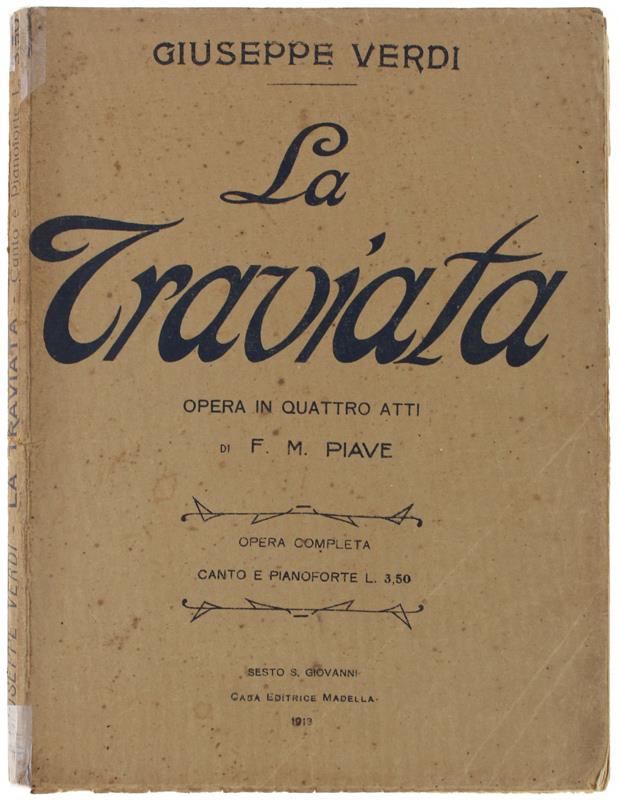 GIUSEPPE VERDI
La
Traviata
OPERA IN QUATTRO ATTI
DI F. M. PIAVE
OPERA COMPLETA
CANTO E PIANOFORTE L. 3,50
SESTO S. GIOVANNI
CASA EDITRICE MADELLA
1913
GIUSEPPE VERDI - LA TRAVIATA - Canto e Pianoforte L.